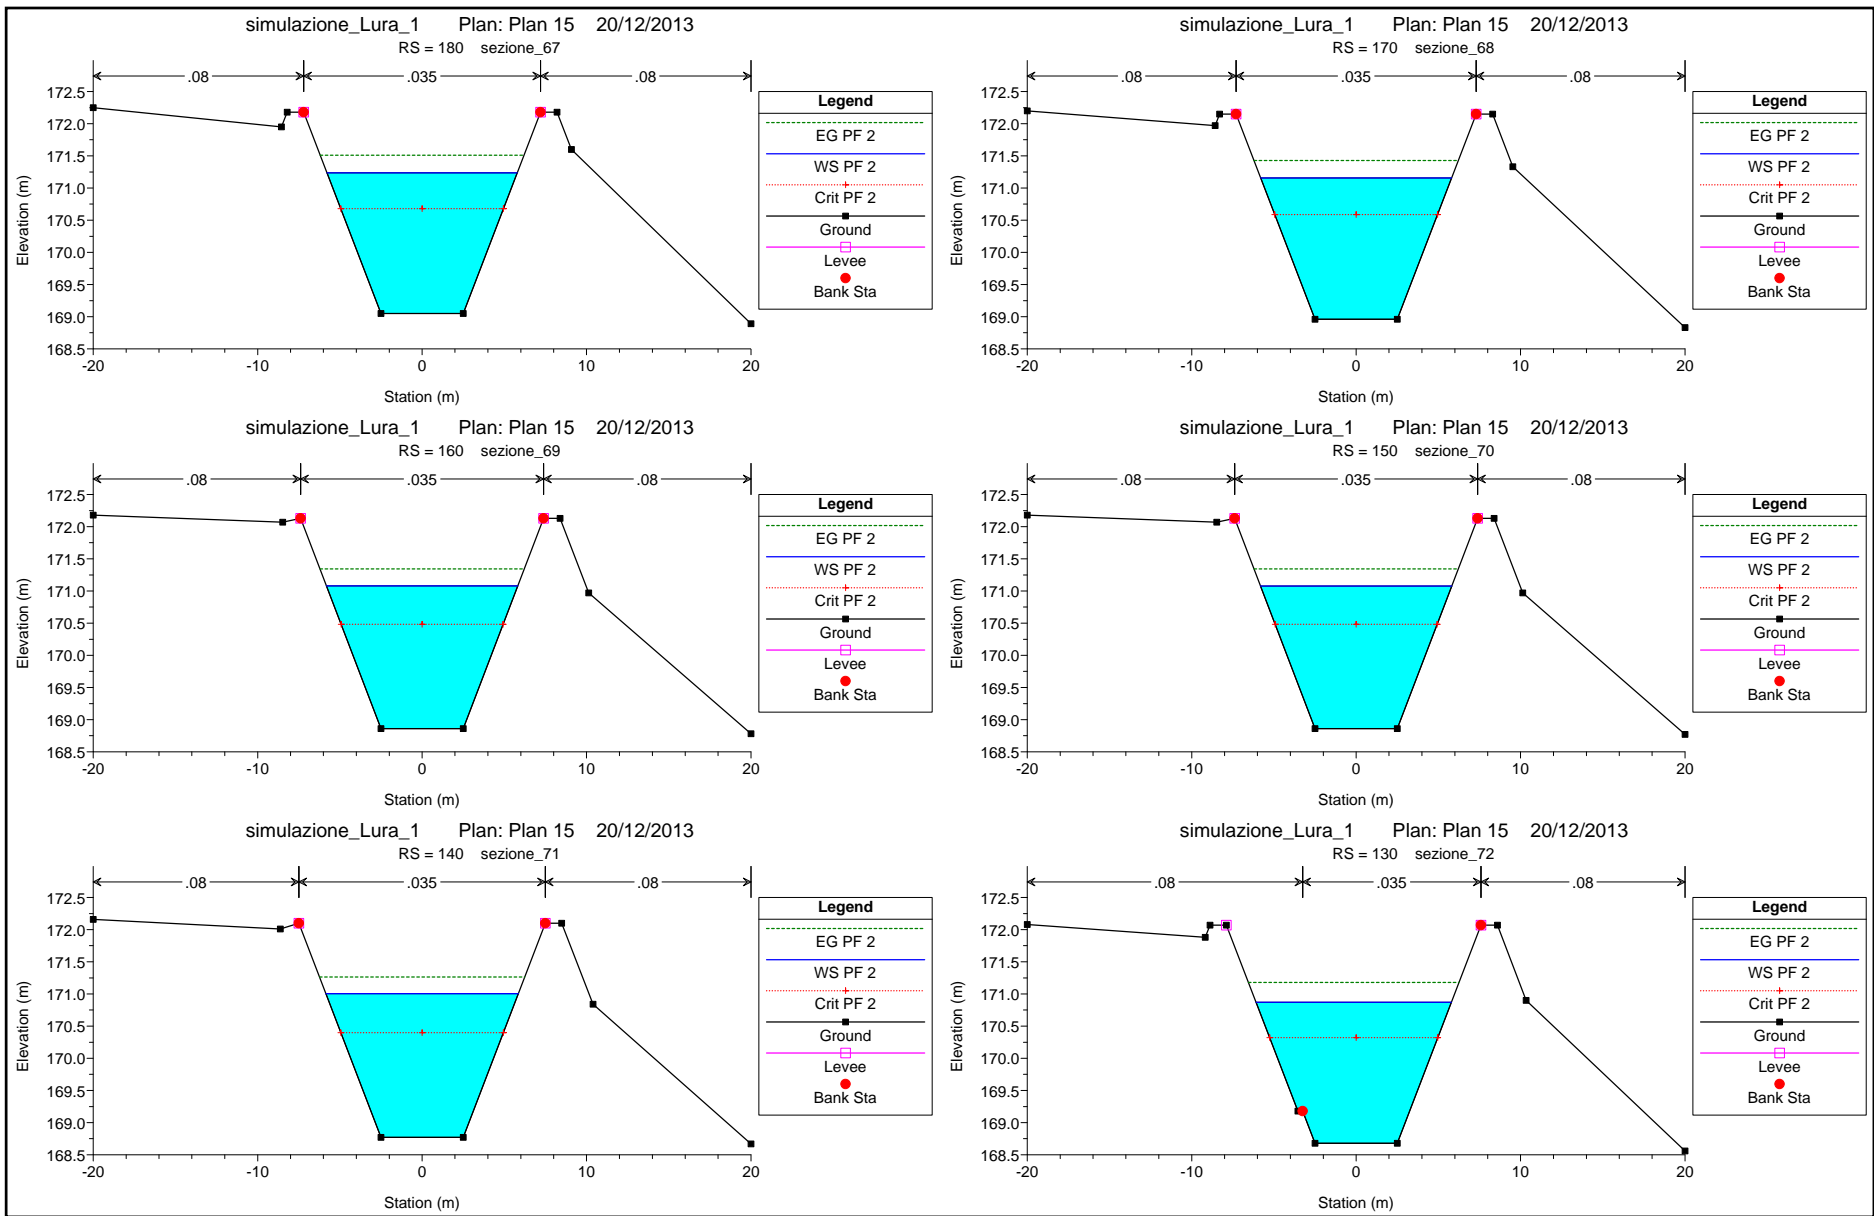 simulazione_Lura_1 Plan: Plan 15 20/12/2013
RS = 180 sezione_67
.08 .035 .08
172.5
172.0
171.5
171.0
170.5
170.0
169.5
169.0
168.5
Elevation (m)
-20 -10 0 10 20
Station (m)
Legend
EG PF 2
WS PF 2
Crit PF 2
Ground
Levee
Bank Sta
simulazione_Lura_1 Plan: Plan 15 20/12/2013
RS = 170 sezione_68
.08 .035 .08
172.5
172.0
171.5
171.0
170.5
170.0
169.5
169.0
168.5
Elevation (m)
-20 -10 0 10 20
Station (m)
Legend
EG PF 2
WS PF 2
Crit PF 2
Ground
Levee
Bank Sta
simulazione_Lura_1 Plan: Plan 15 20/12/2013
RS = 160 sezione_69
.08 .035 .08
172.5
172.0
171.5
171.0
170.5
170.0
169.5
169.0
168.5
Elevation (m)
-20 -10 0 10 20
Station (m)
Legend
EG PF 2
WS PF 2
Crit PF 2
Ground
Levee
Bank Sta
simulazione_Lura_1 Plan: Plan 15 20/12/2013
RS = 150 sezione_70
.08 .035 .08
172.5
172.0
171.5
171.0
170.5
170.0
169.5
169.0
168.5
Elevation (m)
-20 -10 0 10 20
Station (m)
Legend
EG PF 2
WS PF 2
Crit PF 2
Ground
Levee
Bank Sta
simulazione_Lura_1 Plan: Plan 15 20/12/2013
RS = 140 sezione_71
.08 .035 .08
172.5
172.0
171.5
171.0
170.5
170.0
169.5
169.0
168.5
Elevation (m)
-20 -10 0 10 20
Station (m)
Legend
EG PF 2
WS PF 2
Crit PF 2
Ground
Levee
Bank Sta
simulazione_Lura_1 Plan: Plan 15 20/12/2013
RS = 130 sezione_72
.08 .035 .08
172.5
172.0
171.5
171.0
170.5
170.0
169.5
169.0
168.5
Elevation (m)
-20 -10 0 10 20
Station (m)
Legend
EG PF 2
WS PF 2
Crit PF 2
Ground
Levee
Bank Sta